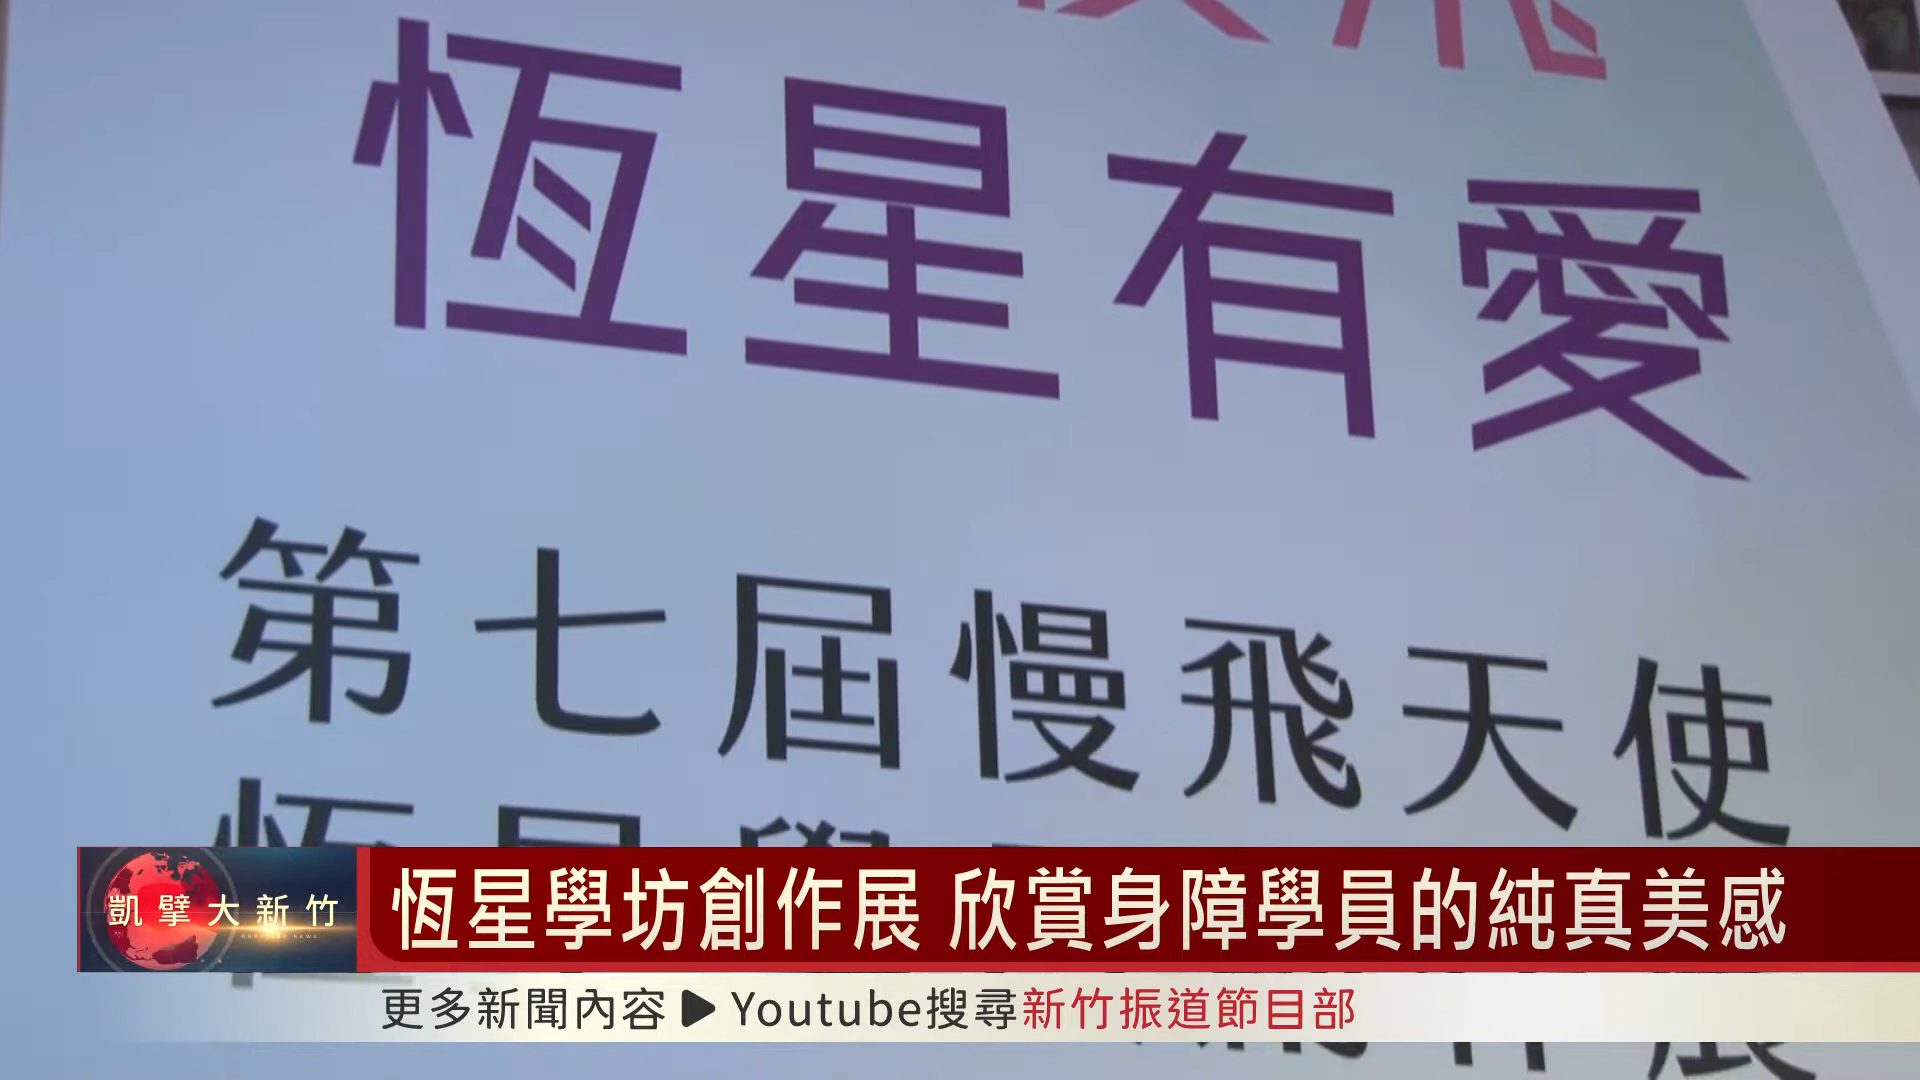 恆星有愛
第七屆慢飛天使
凱擘大新竹
恆星學坊創作展 欣賞身障學員的純真美感
更多新聞內容▶Youtube搜尋新竹振道節目部